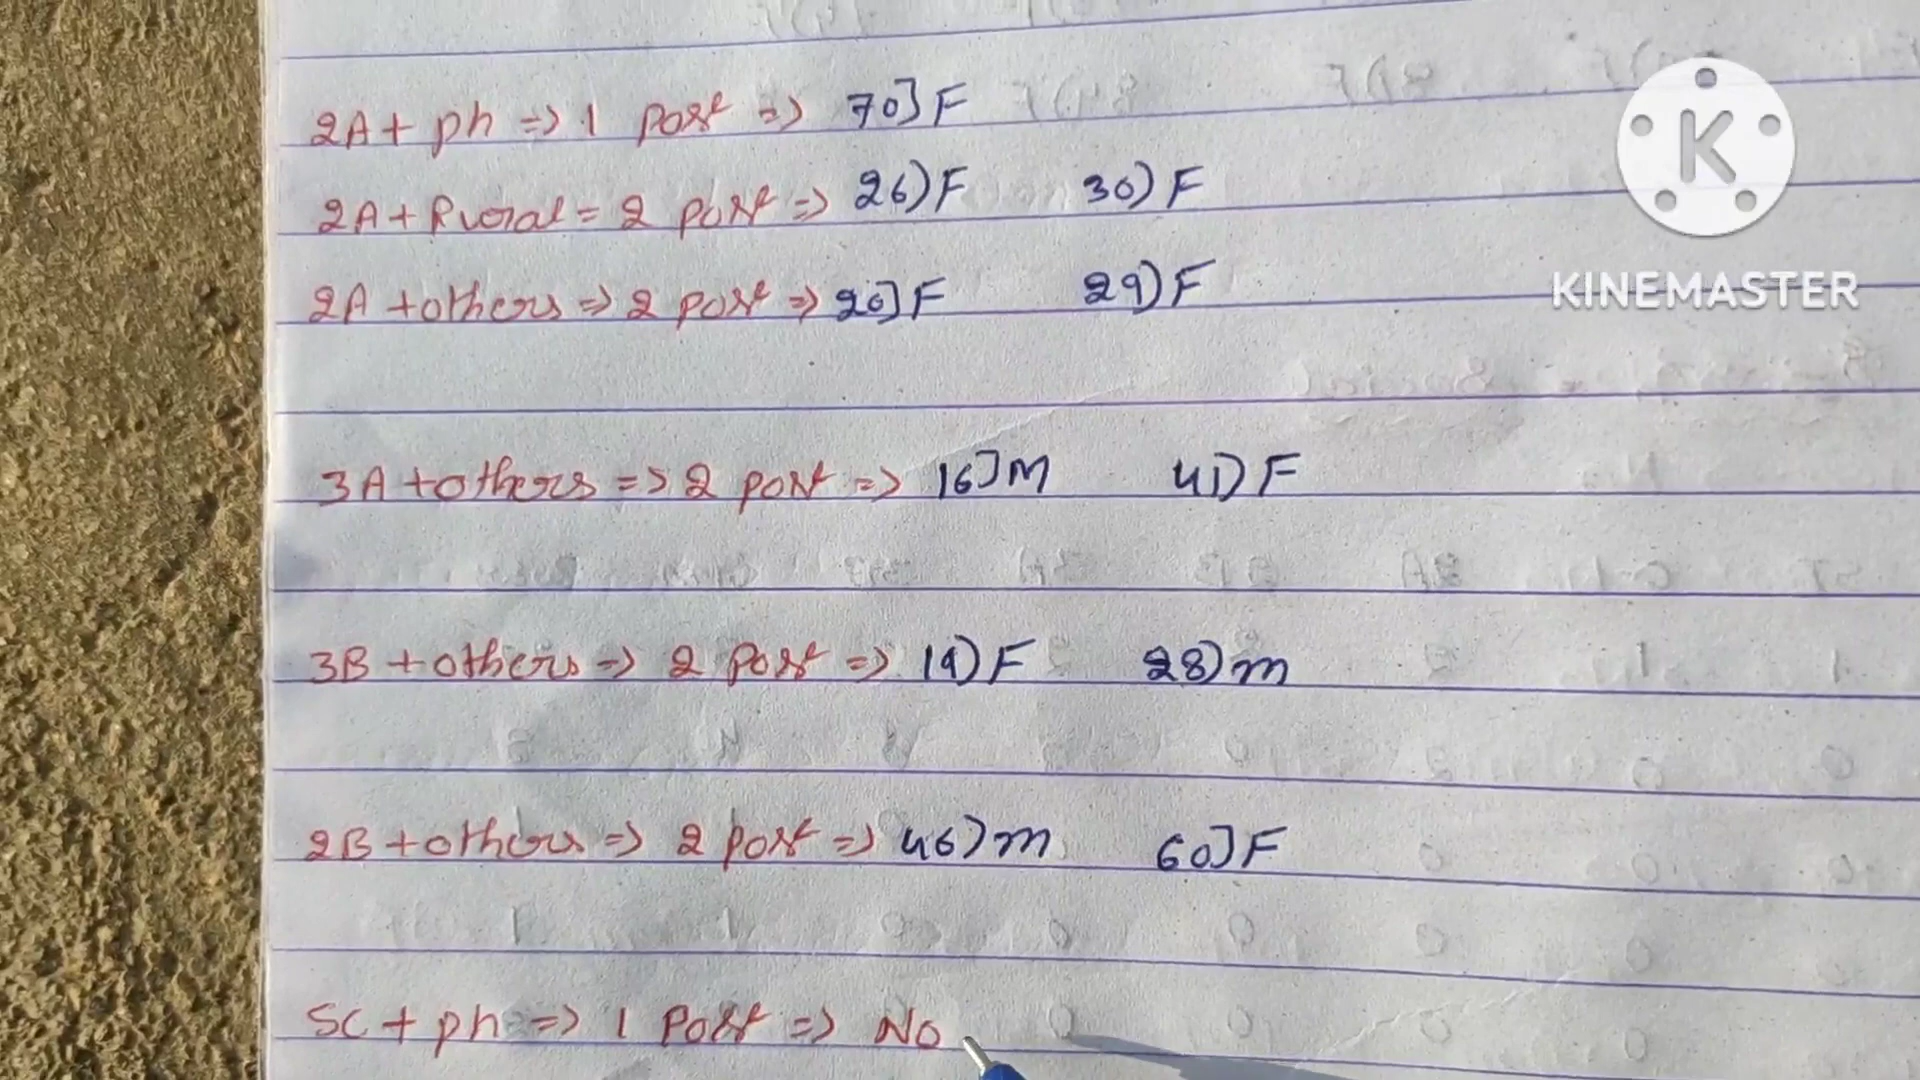 2A + ph => 1 post => 70] F
2A + Rural = 2 post => 26) F 30) F
2A + others => 2 post => 20] F 29) F
KINEMASTER
3A + others => 2 post => 16] M 41) F
3B + others => 2 post => 19) F 28) m
2B + others => 2 post => 46) m 60] F
SC + ph => 1 Post => No